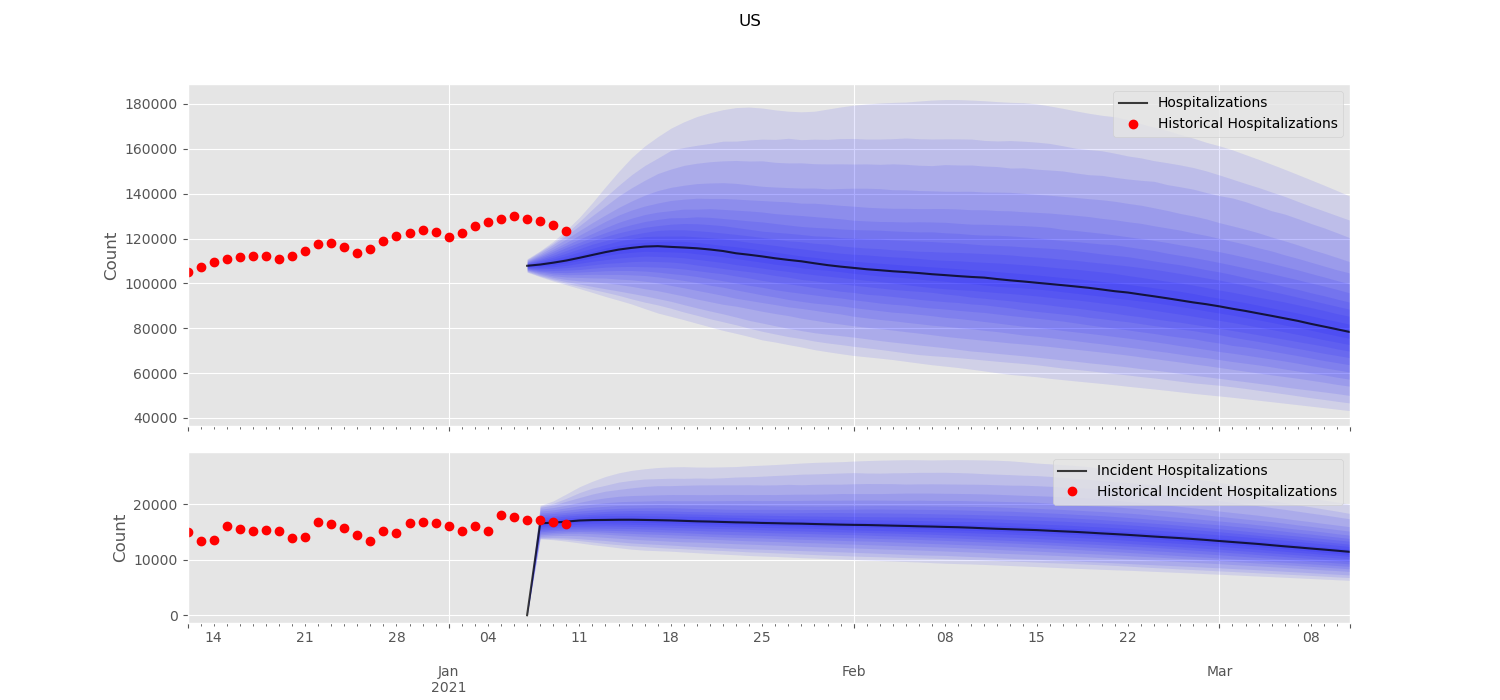 US
Hospitalizations
Historical Hospitalizations
180000
160000
140000
120000
100000
80000
60000
40000
Count
Incident Hospitalizations
Historical Incident Hospitalizations
20000
10000
0
Count
14 21 28 04 11 18 25 08 15 22 08
Jan Feb Mar
2021